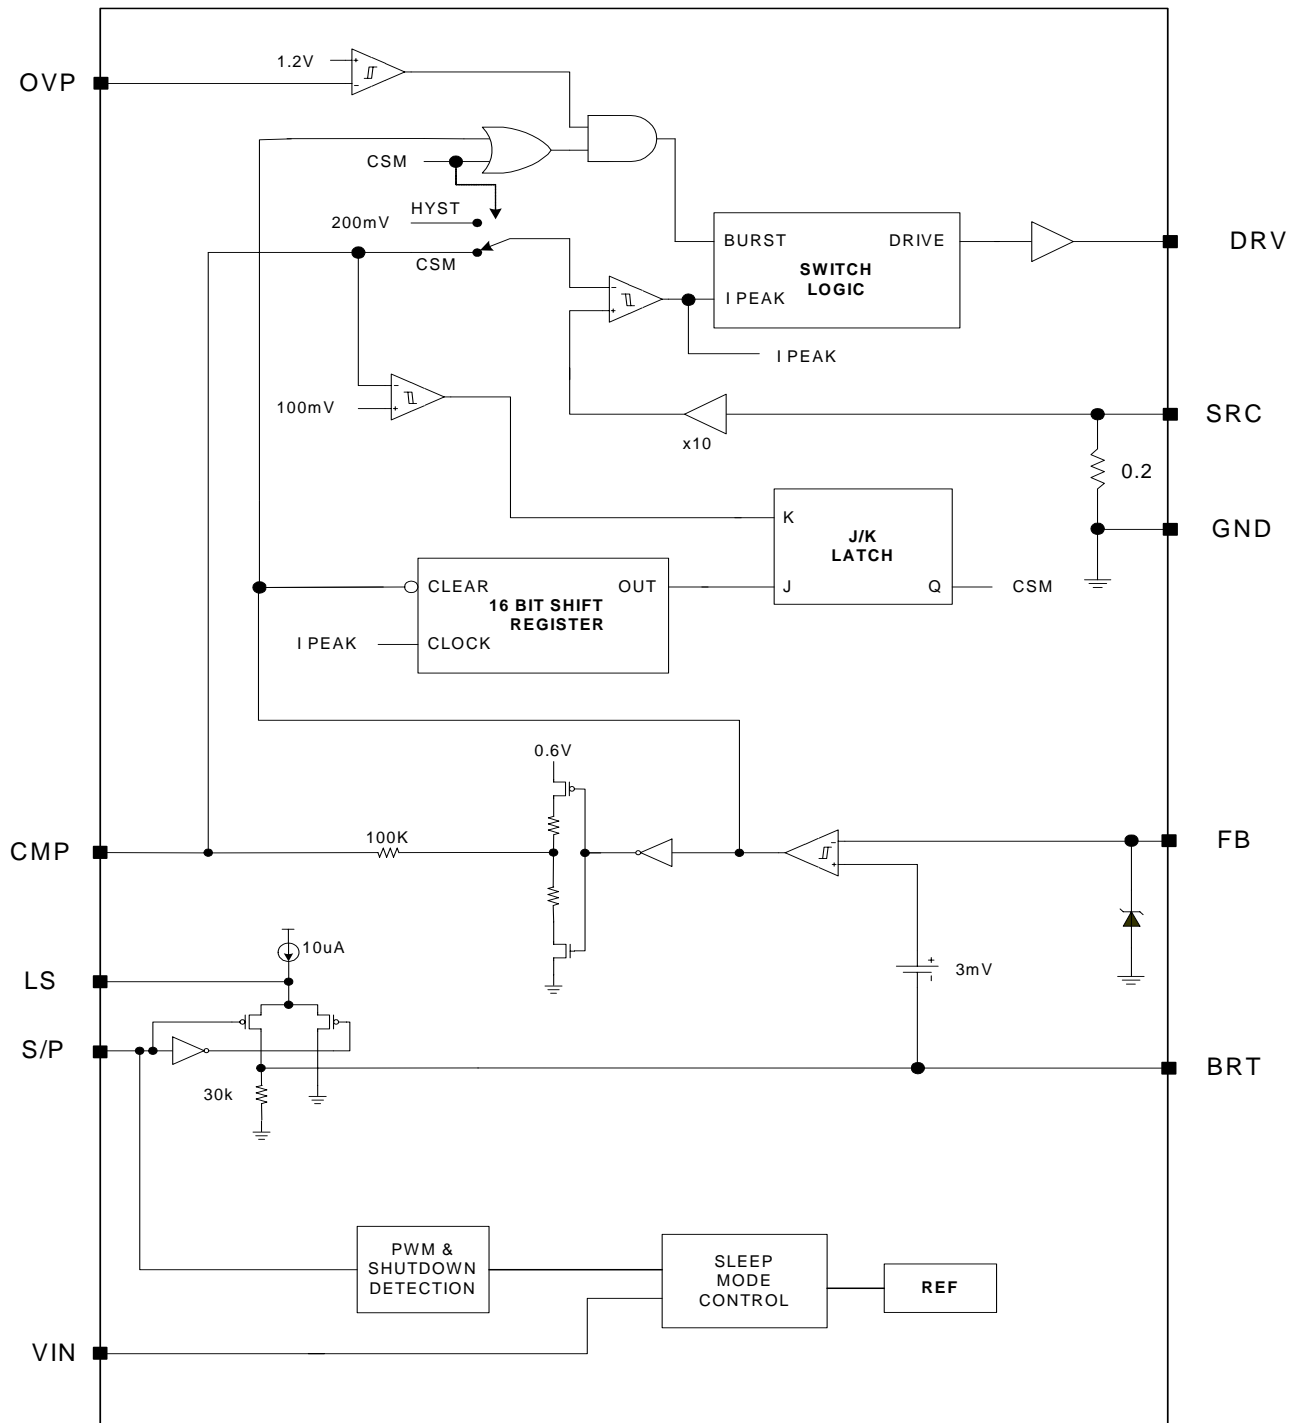 1.2V
+
-
OVP
CSM
HYST
200mV
CSM
BURST
DRIVE
SWITCH
LOGIC
I PEAK
DRV
-
+
I PEAK
100mV
-
+
x10
SRC
0.2
GND
K
J/K
LATCH
J
Q
CSM
CLEAR
OUT
16 BIT SHIFT
REGISTER
I PEAK
CLOCK
0.6V
CMP
100K
-
+
FB
10uA
LS
+
3mV
-
S/P
30k
BRT
PWM &
SHUTDOWN
DETECTION
SLEEP
MODE
CONTROL
REF
VIN